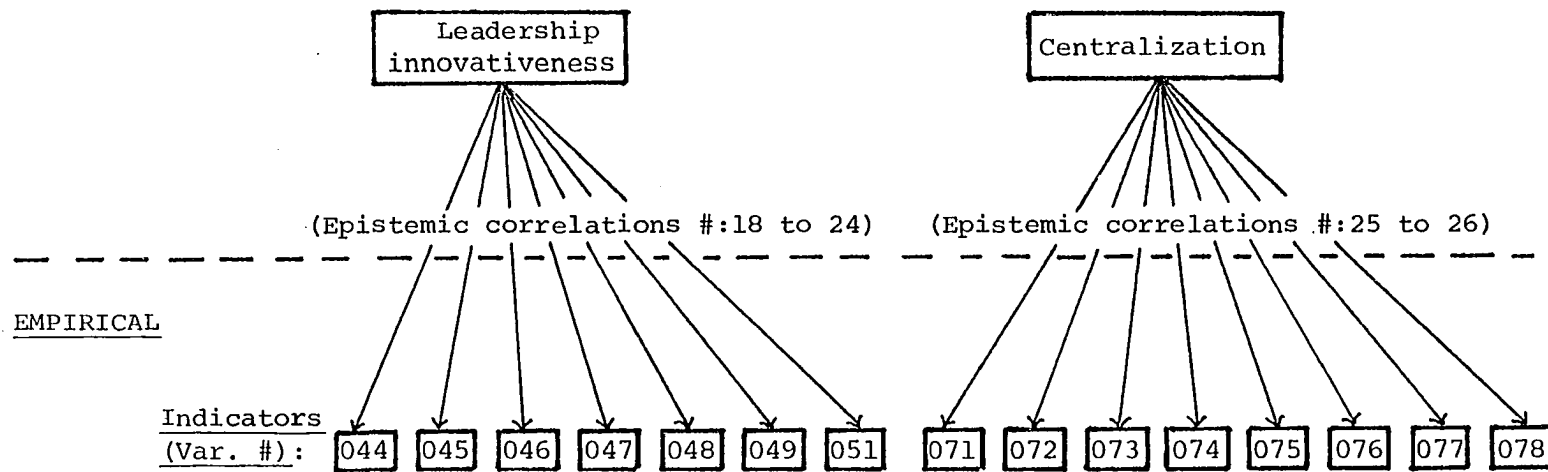 Leadership
innovativeness
Centralization
(Epistemic correlations #:18 to 24)
(Epistemic correlations #:25 to 26)
EMPIRICAL
Indicators
(Var. #): 044 045 046 047 048 049 051 071 072 073 074 075 076 077 078